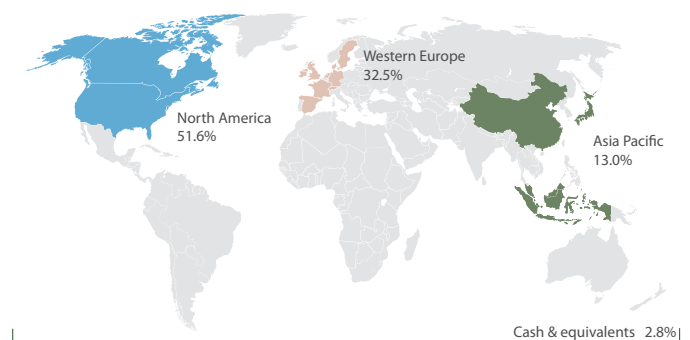 Western Europe
32.5%
North America
51.6%
Asia Pacific
13.0%
Cash & equivalents 2.8%